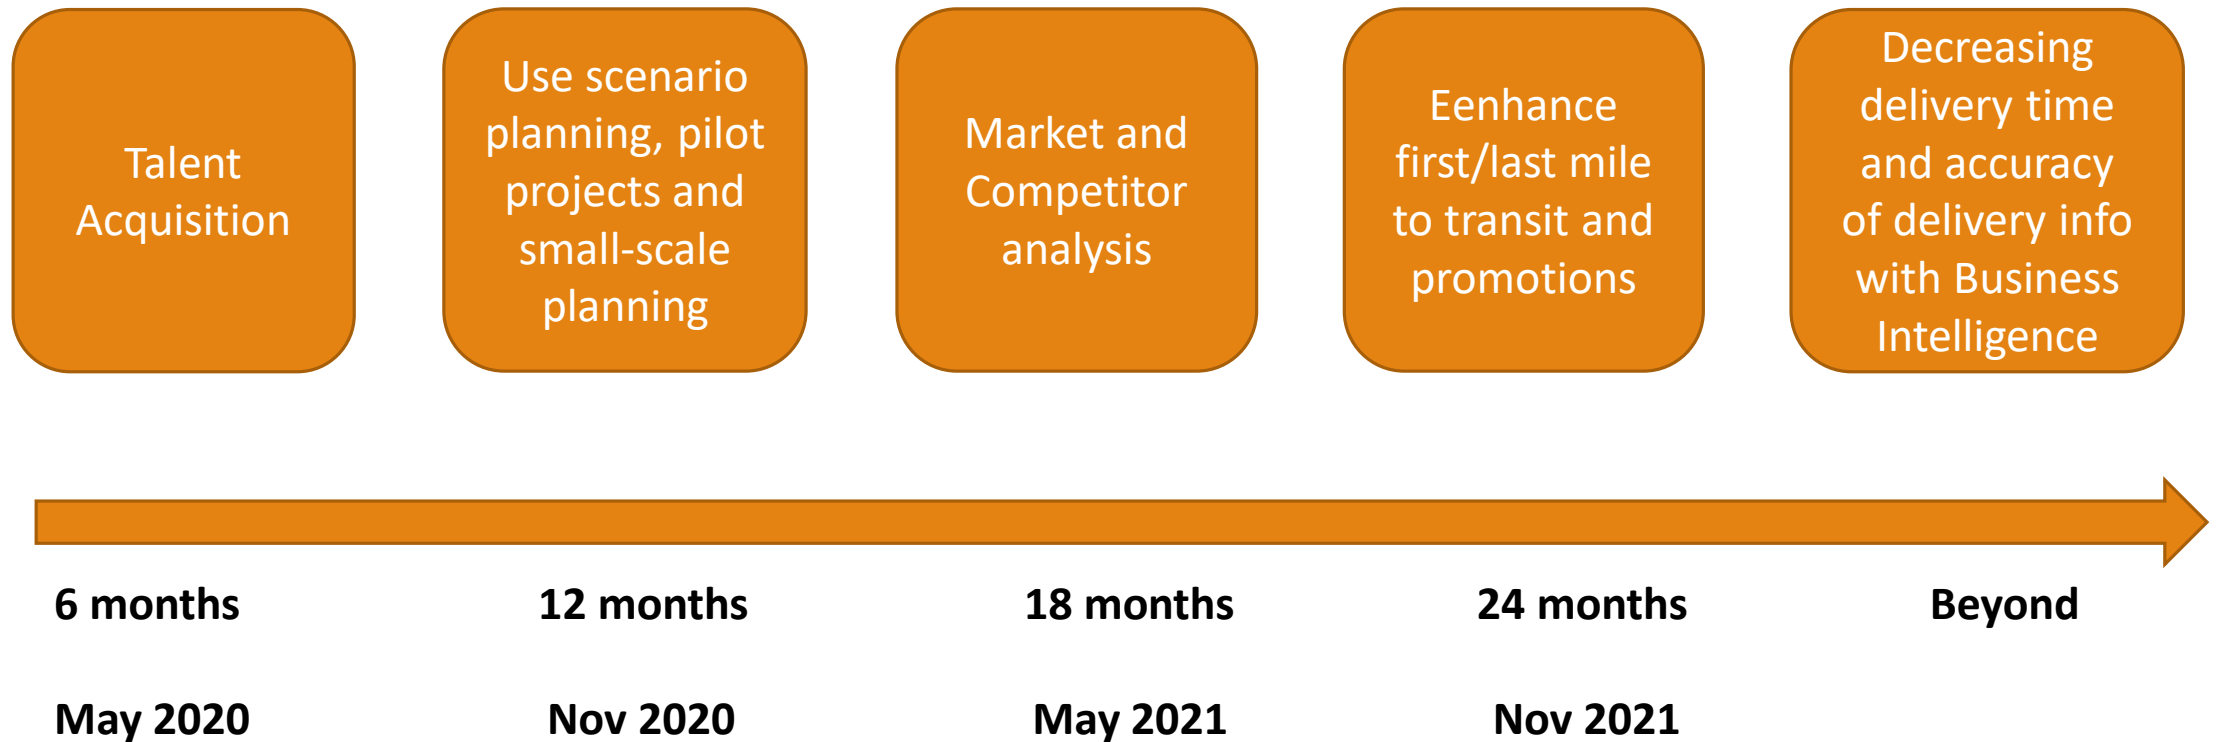 Talent
Acquisition
Use scenario
planning, pilot
projects and
small-scale
planning
Market and
Competitor
analysis
Eenhance
first/last mile
to transit and
promotions
Decreasing
delivery time
and accuracy
of delivery info
with Business
Intelligence
6 months
12 months
18 months
24 months
Beyond
May 2020
Nov 2020
May 2021
Nov 2021